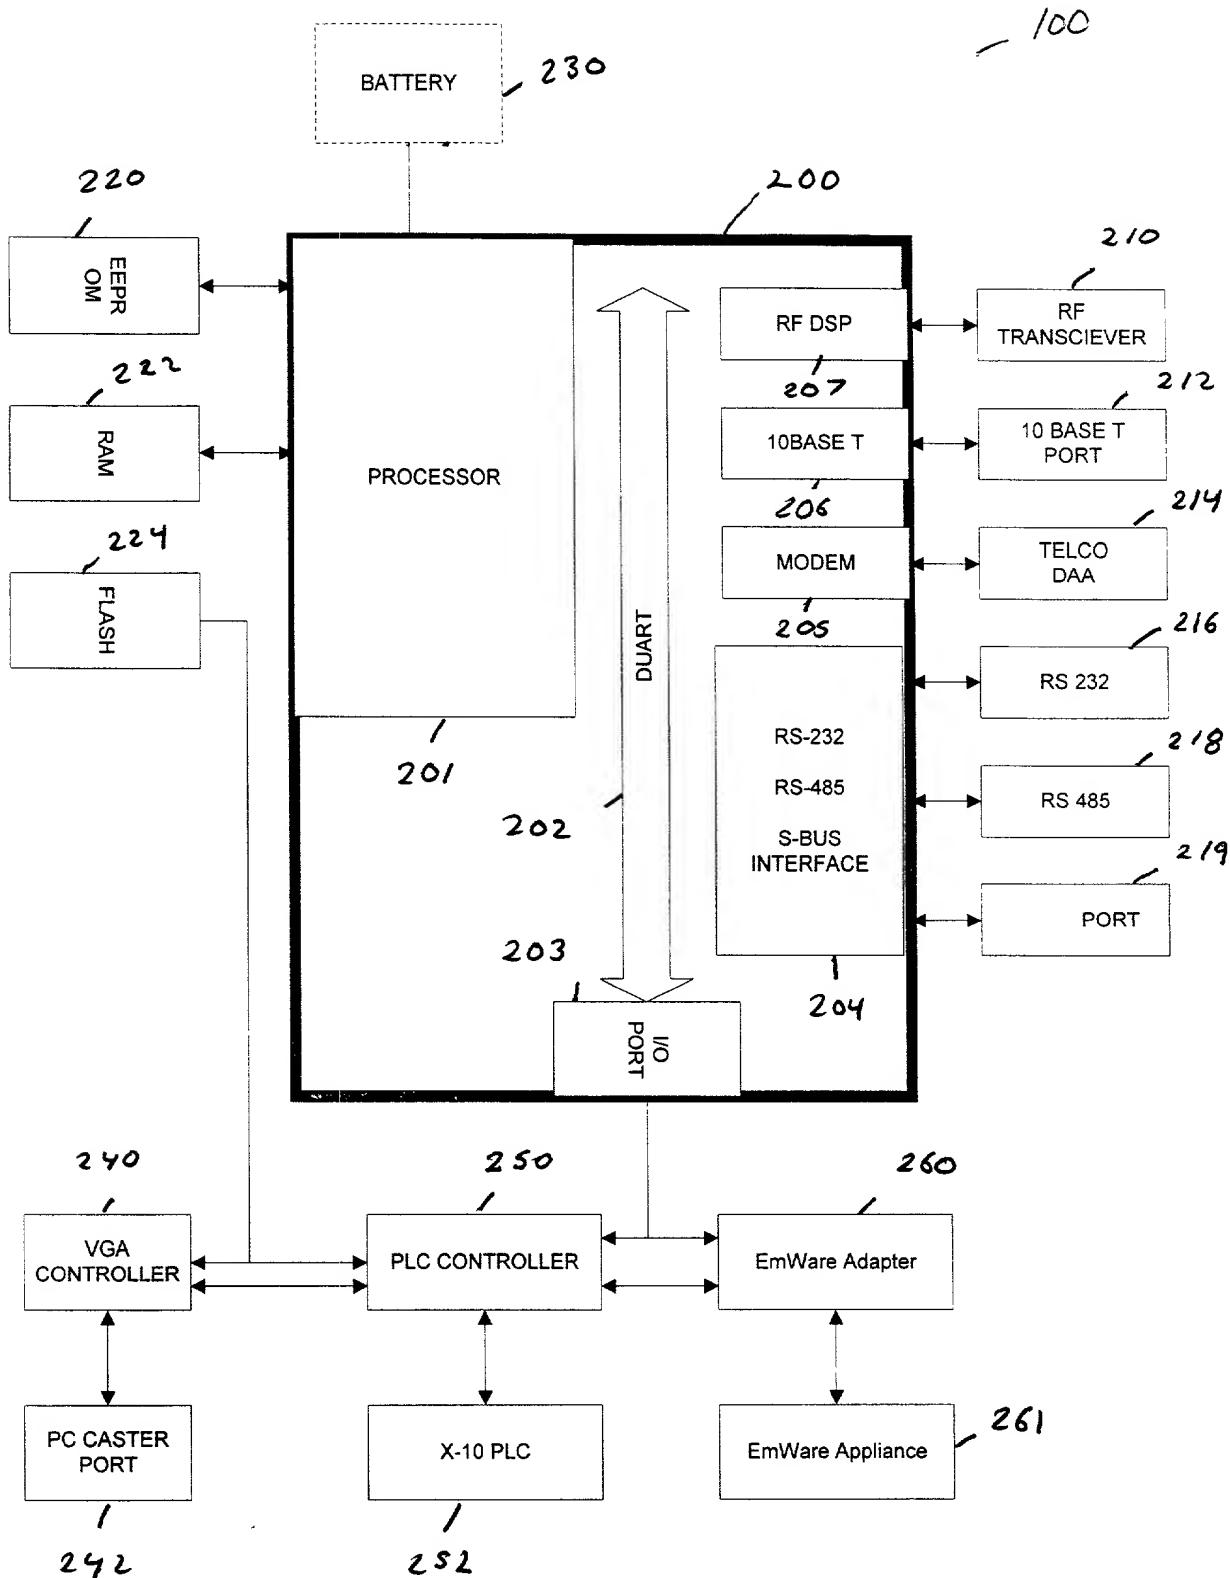 100
BATTERY
230
220
200
210
EEPR
OM
RF DSP
RF
TRANSCIEVER
222
207
212
RAM
PROCESSOR
10BASE T
10 BASE T
PORT
224
206
214
FLASH
MODEM
TELCO
DAA
205
216
DUART
RS 232
201
RS-232
218
202
RS-485
RS 485
S-BUS
INTERFACE
219
PORT
203
204
I/O
PORT
240
250
260
VGA
CONTROLLER
PLC CONTROLLER
EmWare Adapter
PC CASTER
PORT
X-10 PLC
EmWare Appliance
261
242
252